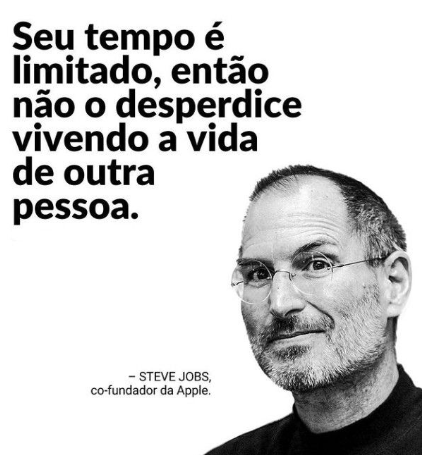 Seu tempo é
limitado, então
não o desperdice
vivendo a vida
de outra
pessoa.
– STEVE JOBS,
co-fundador da Apple.